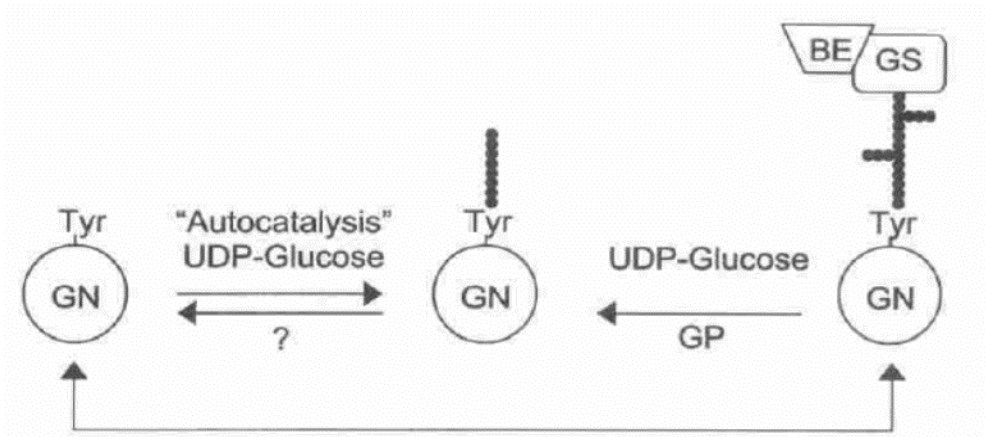 BE GS
Tyr "Autocatalysis" Tyr Tyr
UDP-Glucose UDP-Glucose
GN GN GN
? GP